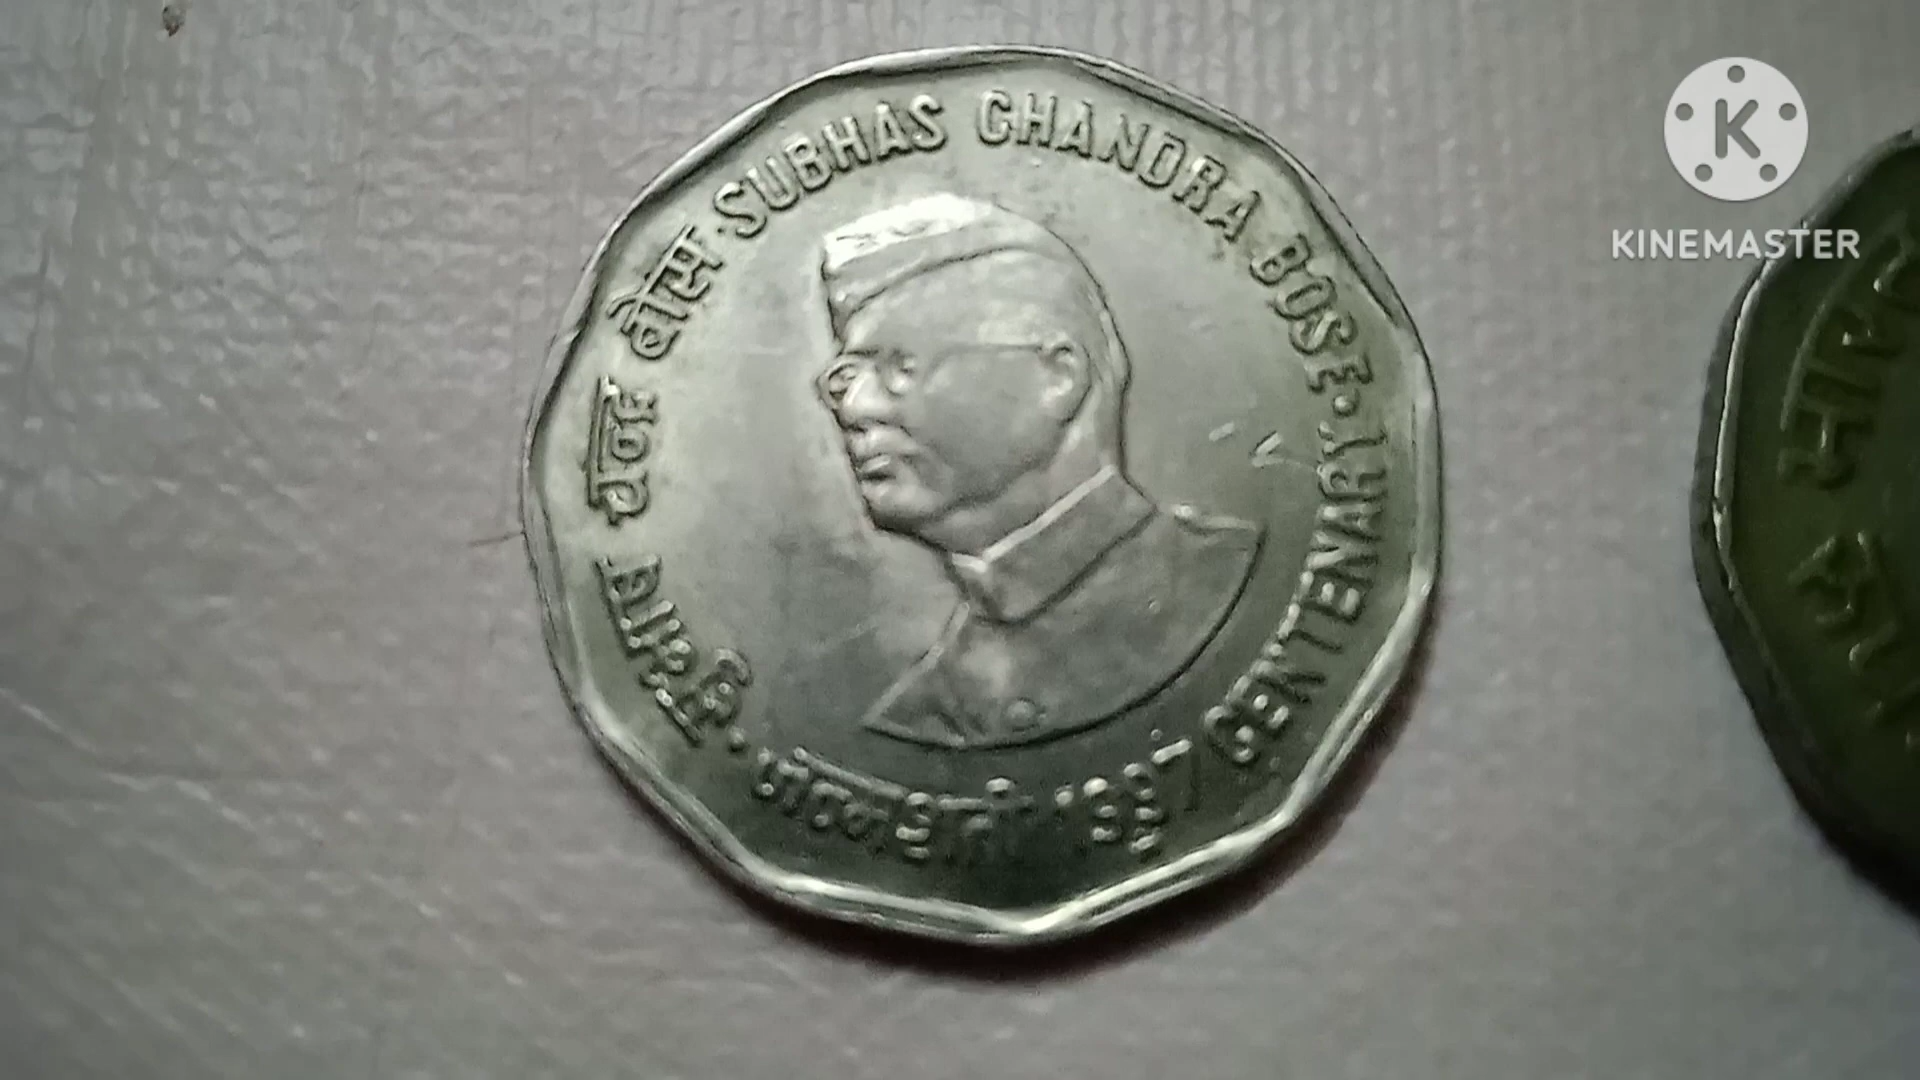 सुभाष चन्द्र बोस · SUBHAS CHANDRA BOSE · CENTENARY
जन्मशती 1997
K
KINEMASTER